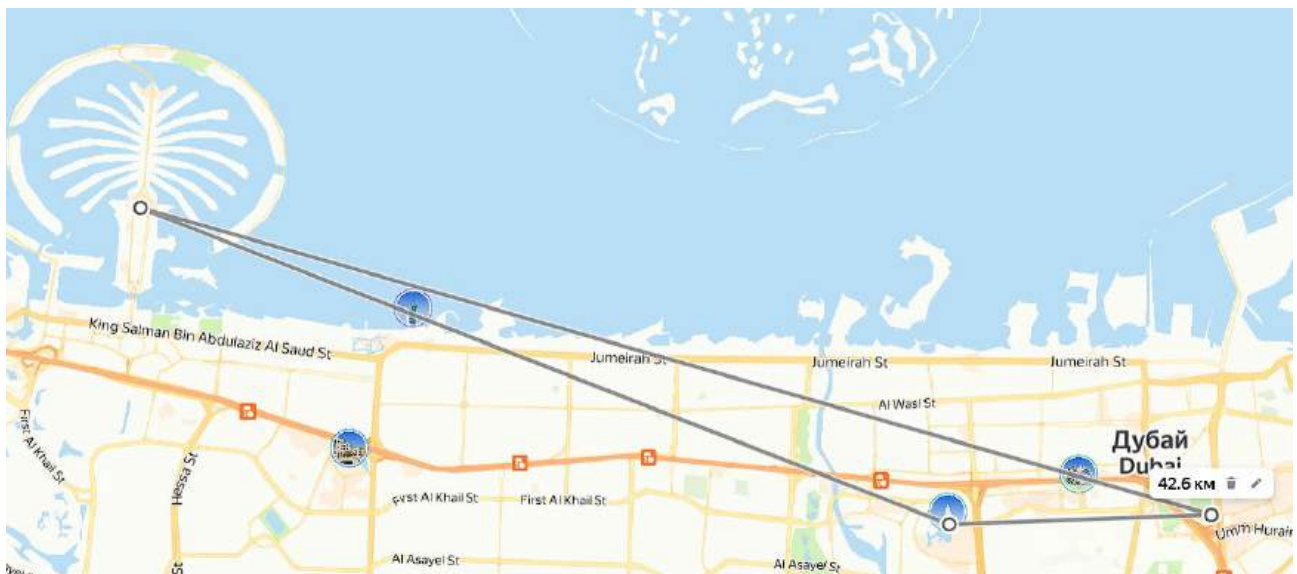 King Salman Bin Abdulaziz Al Saud St
Jumeirah St
Jumeirah St
Jumeirah St
Al Wasl St
First Al Khail St
Hessa St
Дубай
Dubai
42.6 км
First Al Khail St
First Al Khail St
Umm Hurair
Al Asayel St
Al Asayel St
St